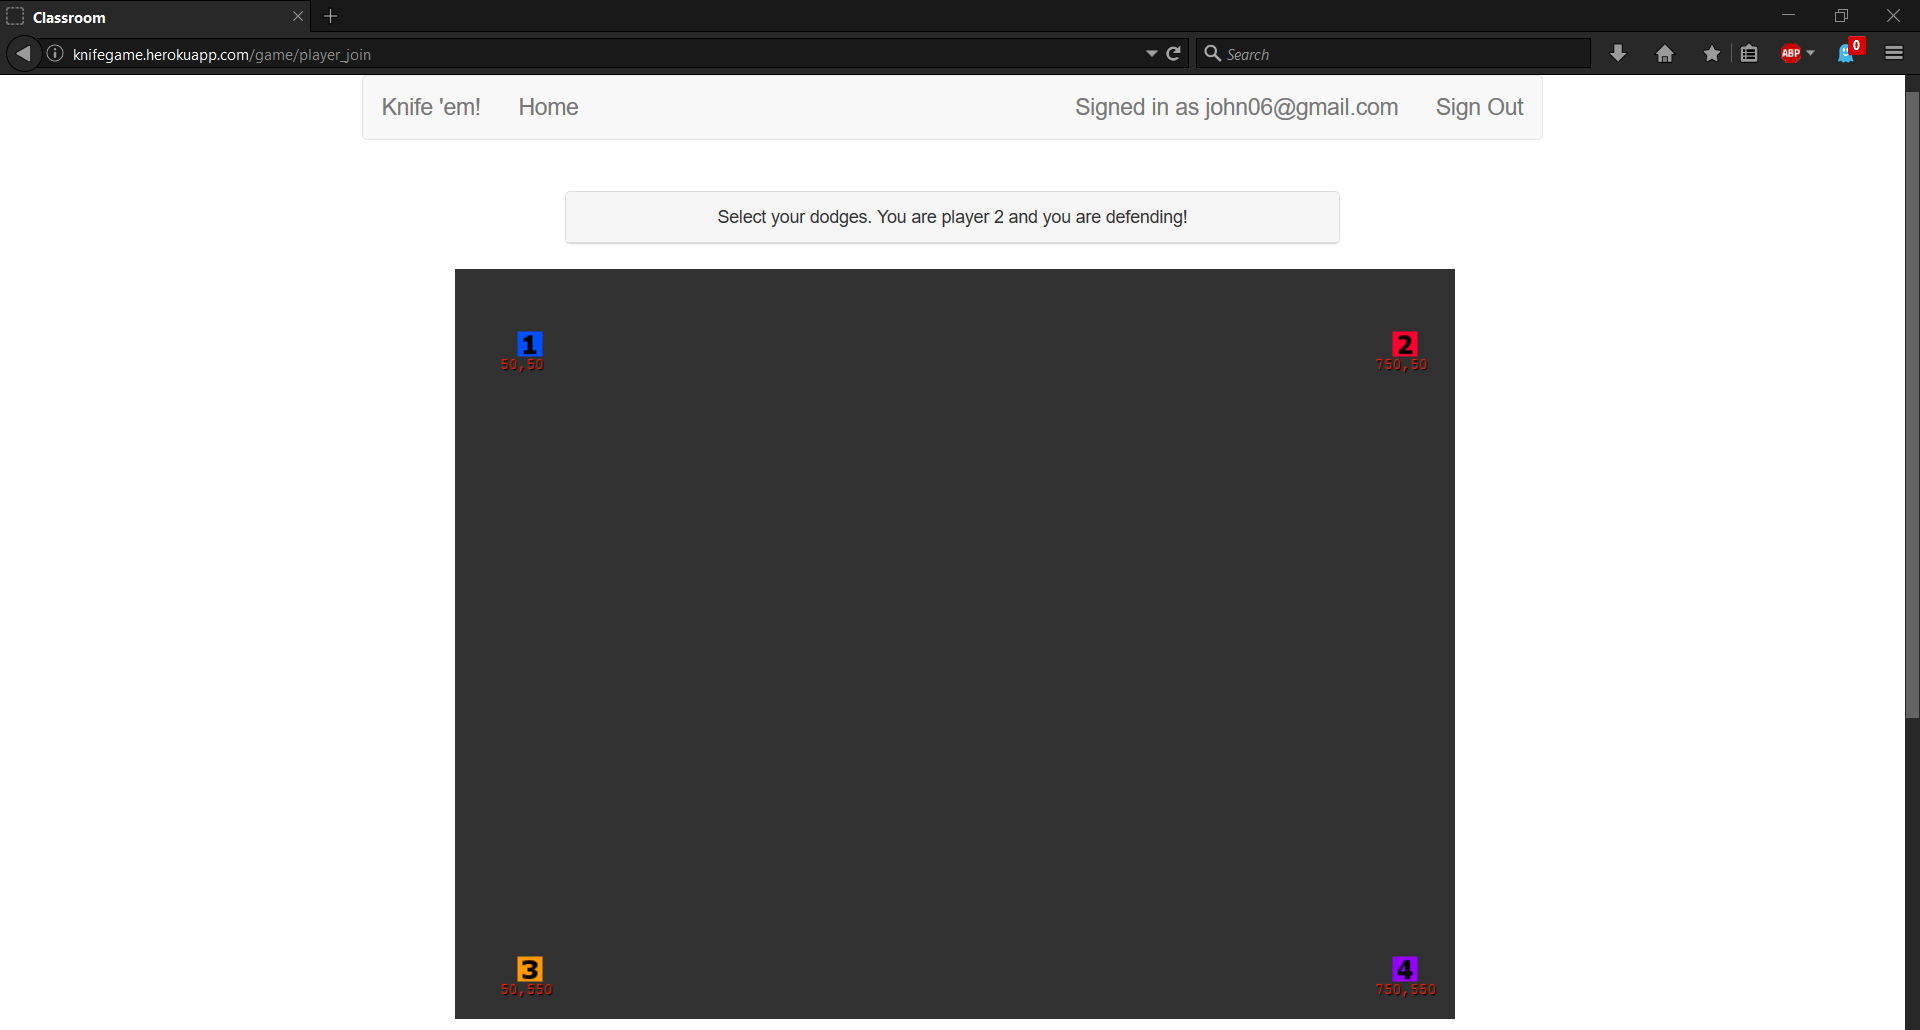 Classroom
knifegame.herokuapp.com/game/player_join
Search
ABP
0
Knife 'em!
Home
Signed in as john06@gmail.com
Sign Out
Select your dodges. You are player 2 and you are defending!
1
50,50
2
750,50
3
50,550
4
750,550